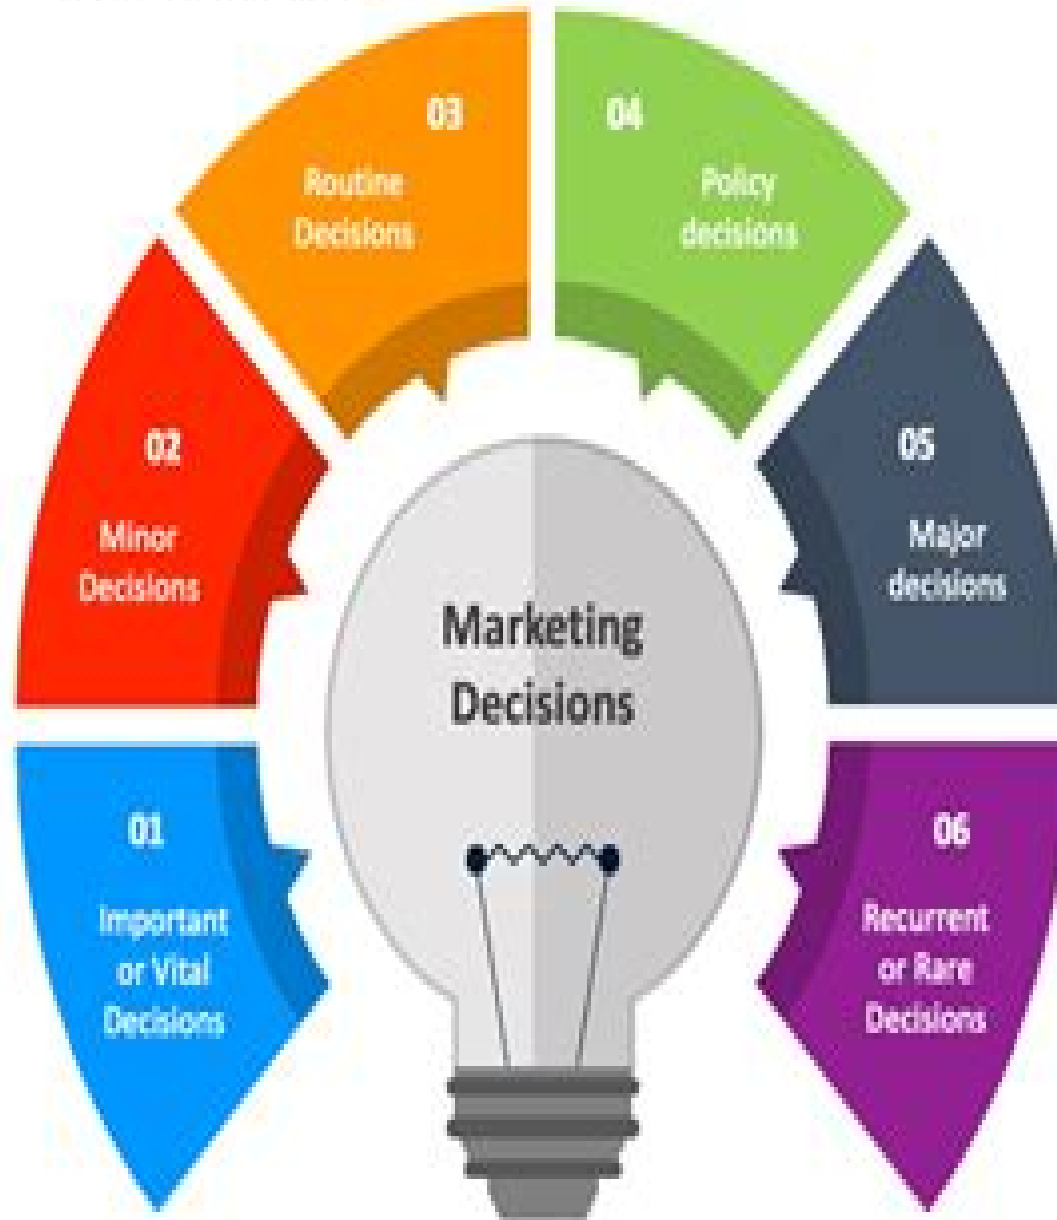 01
Important
or Vital
Decisions
02
Minor
Decisions
03
Routine
Decisions
04
Policy
decisions
05
Major
decisions
06
Recurrent
or Rare
Decisions
Marketing
Decisions